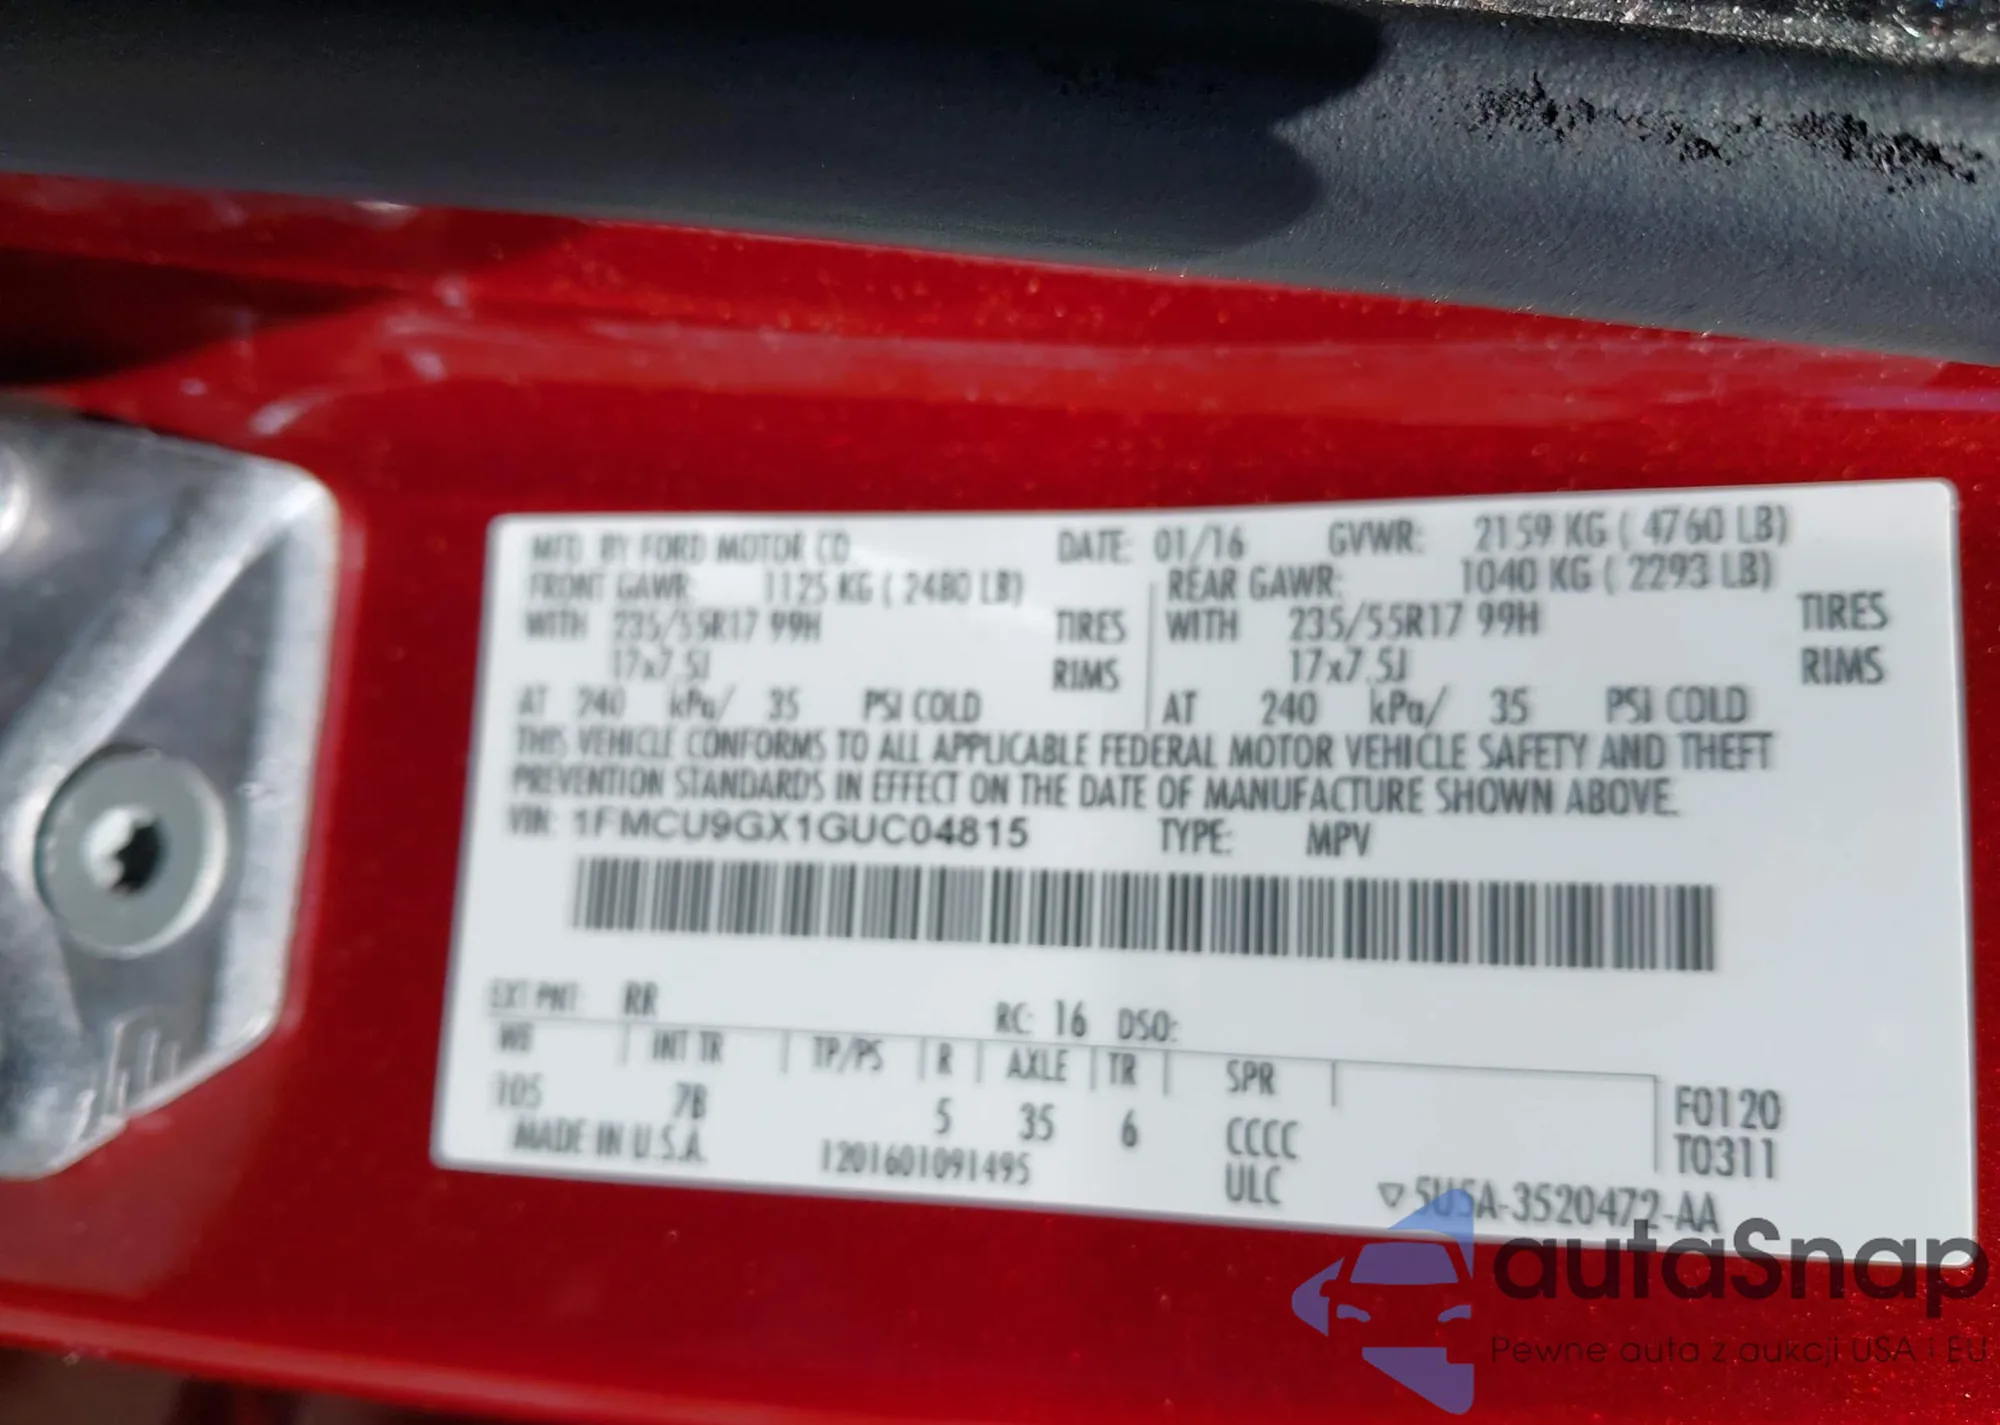 MFD. BY FORD MOTOR CO. DATE: 01/16 GVWR: 2159 KG ( 4760 LB)
FRONT GAWR: 1125 KG ( 2480 LB) REAR GAWR: 1040 KG ( 2293 LB)
WITH 235/55R17 99H TIRES WITH 235/55R17 99H TIRES
17x7.5J RIMS 17x7.5J RIMS
AT 240 kPa/ 35 PSI COLD AT 240 kPa/ 35 PSI COLD
THIS VEHICLE CONFORMS TO ALL APPLICABLE FEDERAL MOTOR VEHICLE SAFETY AND THEFT
PREVENTION STANDARDS IN EFFECT ON THE DATE OF MANUFACTURE SHOWN ABOVE.
VIN: 1FMCU9GX1GUC04815 TYPE: MPV
EXT PNT: RR RC: 16 DSO:
WB INT TR TP/PS R AXLE TR SPR
105 7B 5 35 6 CCCC F0120
MADE IN U.S.A. 1201601091495 ULC T0311
▽5U5A-3520472-AA
autaSnap
Pewne auta z aukcji USA i EU